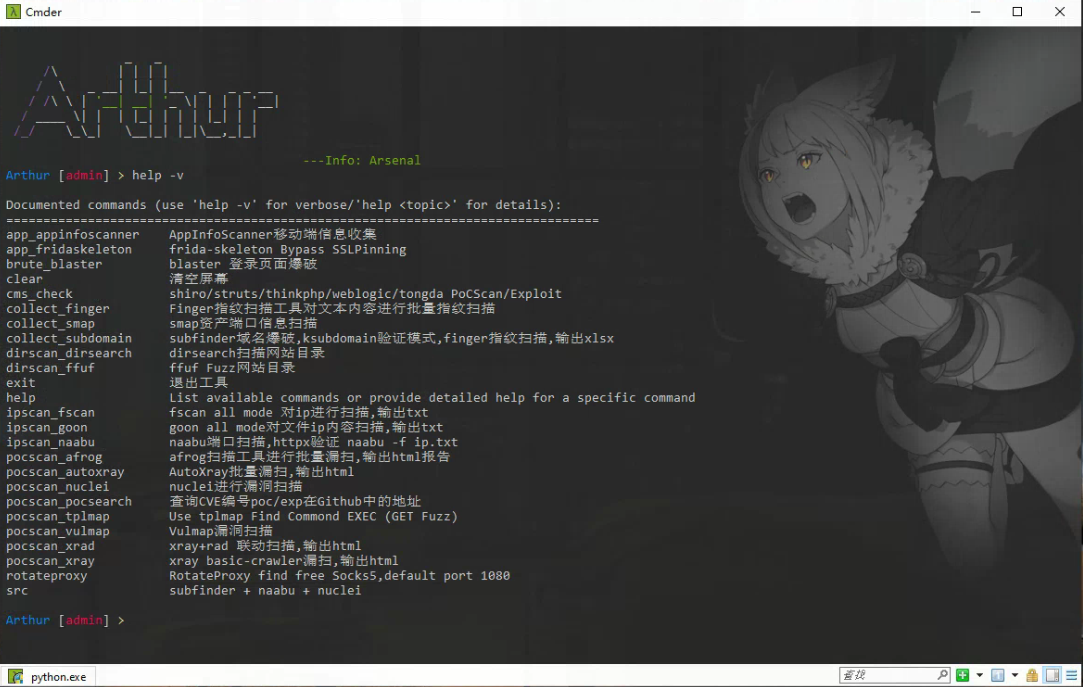 Cmder
Arthur
---Info: Arsenal
Arthur [admin] > help -v
Documented commands (use 'help -v' for verbose/'help <topic>' for details):
================================================================================
app_appinfoscanner    AppInfoScanner移动端信息收集
app_fridaskeleton     frida-skeleton Bypass SSLPinning
brute_blaster         blaster 登录页面爆破
clear                 清空屏幕
cms_check             shiro/struts/thinkphp/weblogic/tongda PoCScan/Exploit
collect_finger        Finger指纹扫描工具对文本内容进行批量指纹扫描
collect_smap          smap资产端口信息扫描
collect_subdomain     subfinder域名爆破,ksubdomain验证模式,finger指纹扫描,输出xlsx
dirscan_dirsearch     dirsearch扫描网站目录
dirscan_ffuf          ffuf Fuzz网站目录
exit                  退出工具
help                  List available commands or provide detailed help for a specific command
ipscan_fscan          fscan all mode 对ip进行扫描,输出txt
ipscan_goon           goon all mode对文件ip内容扫描,输出txt
ipscan_naabu          naabu端口扫描,httpx验证 naabu -f ip.txt
pocscan_afrog         afrog扫描工具进行批量漏扫,输出html报告
pocscan_autoxray      AutoXray批量漏扫,输出html
pocscan_nuclei        nuclei进行漏洞扫描
pocscan_pocsearch     查询CVE编号poc/exp在Github中的地址
pocscan_tplmap        Use tplmap Find Commond EXEC (GET Fuzz)
pocscan_vulmap        Vulmap漏洞扫描
pocscan_xrad          xray+rad 联动扫描,输出html
pocscan_xray          xray basic-crawler漏扫,输出html
rotateproxy           RotateProxy find free Socks5,default port 1080
src                   subfinder + naabu + nuclei
Arthur [admin] >
python.exe
查找